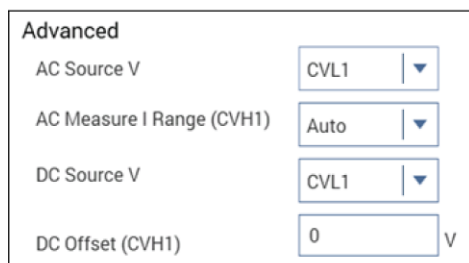 Advanced
AC Source V CVL1
AC Measure I Range (CVH1) Auto
DC Source V CVL1
DC Offset (CVH1) 0 V